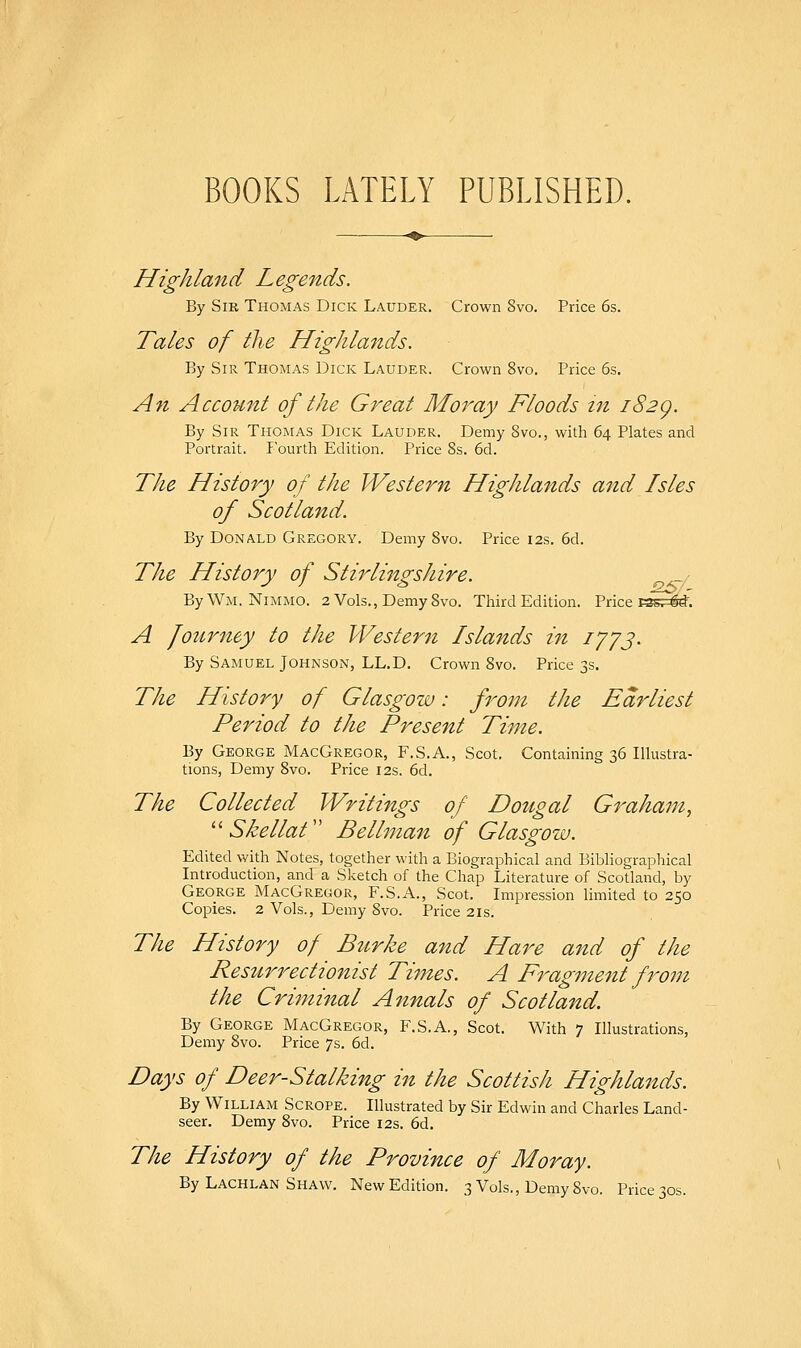 BOOKS LATELY PUBLISHED.
Highland Legends.
By Sir Thomas Dick Lauder. Crown 8vo. Price 6s.
Tales of the Highlands.
By Sir Thomas Dick Lauder. Crown 8vo. Price 6s.
An Account of the Great Moray Floods in 1829.
By Sir Thomas Dick Lauder. Demy 8vo., with 64 Plates and
Portrait. Fourth Edition. Price 8s. 6d.
The History of the Western Highlands and Isles
of Scotland.
By Donald Gregory. Demy 8vo. Price 12s. 6d.
The History of Stirlingshire.
25/-
By Wm. Nimmo. 2 Vols., Demy 8vo. Third Edition. Price 12s. 6d.
A Journey to the Western Islands in 1773.
By Samuel Johnson, LL.D. Crown 8vo. Price 3s.
The History of Glasgow: from the Earliest
Period to the Present Time.
By George MacGregor, F.S.A., Scot. Containing 36 Illustra-
tions, Demy 8vo. Price 12s. 6d.
The Collected Writings of Dougal Graham,
"Skellat" Bellman of Glasgow.
Edited with Notes, together with a Biographical and Bibliographical
Introduction, and a Sketch of the Chap Literature of Scotland, by
George MacGregor, F.S.A., Scot. Impression limited to 250
Copies. 2 Vols., Demy 8vo. Price 21s.
The History of Burke and Hare and of the
Resurrectionist Times. A Fragment from
the Criminal Annals of Scotland.
By George MacGregor, F.S.A., Scot. With 7 Illustrations,
Demy 8vo. Price 7s. 6d.
Days of Deer-Stalking in the Scottish Highlands.
By William Scrope. Illustrated by Sir Edwin and Charles Land-
seer. Demy 8vo. Price 12s. 6d.
The History of the Province of Moray.
By Lachlan Shaw. New Edition. 3 Vols., Demy 8vo. Price 30s.